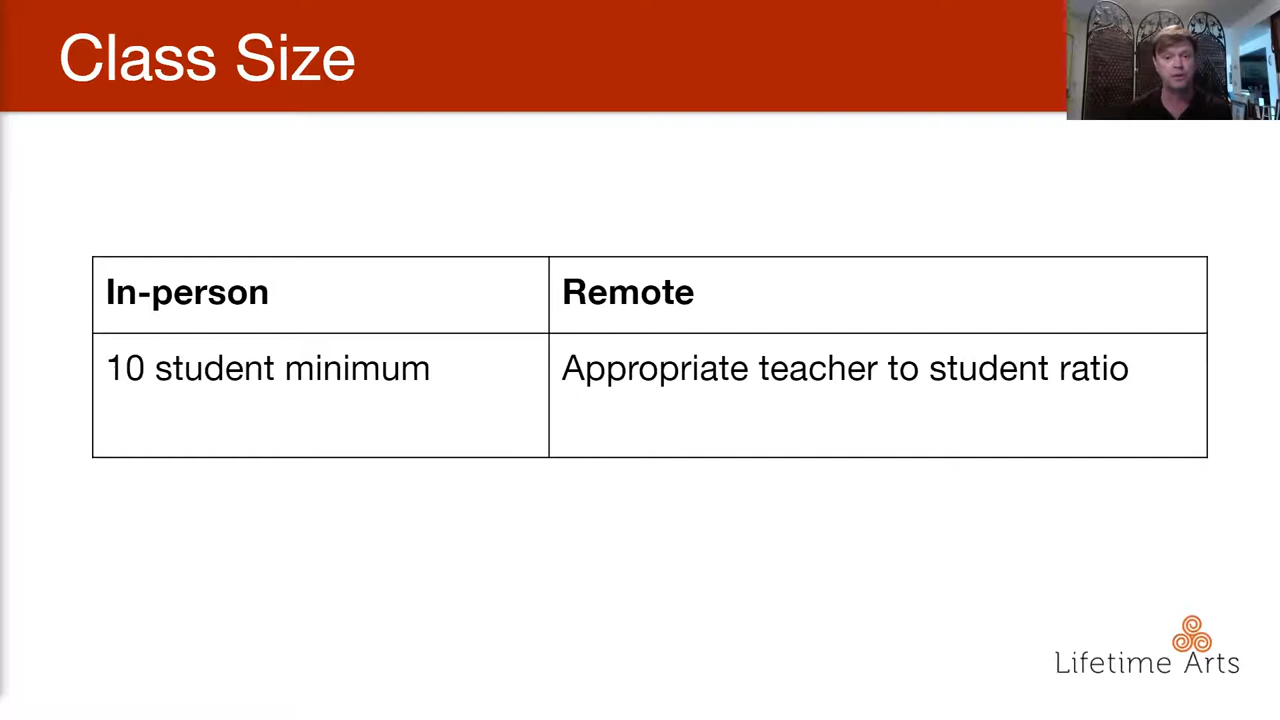 Class Size
In-person
Remote
10 student minimum
Appropriate teacher to student ratio
Lifetime Arts